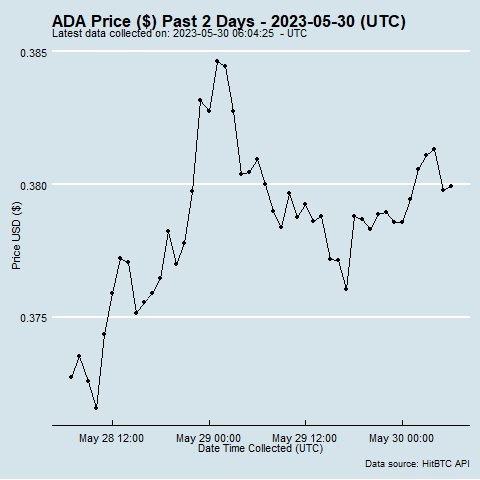 ADA Price ($) Past 2 Days - 2023-05-30 (UTC)
Latest data collected on: 2023-05-30 06:04:25 - UTC
0.385
0.380
0.375
Price USD ($)
May 28 12:00 May 29 00:00 May 29 12:00 May 30 00:00
Date Time Collected (UTC)
Data source: HitBTC API